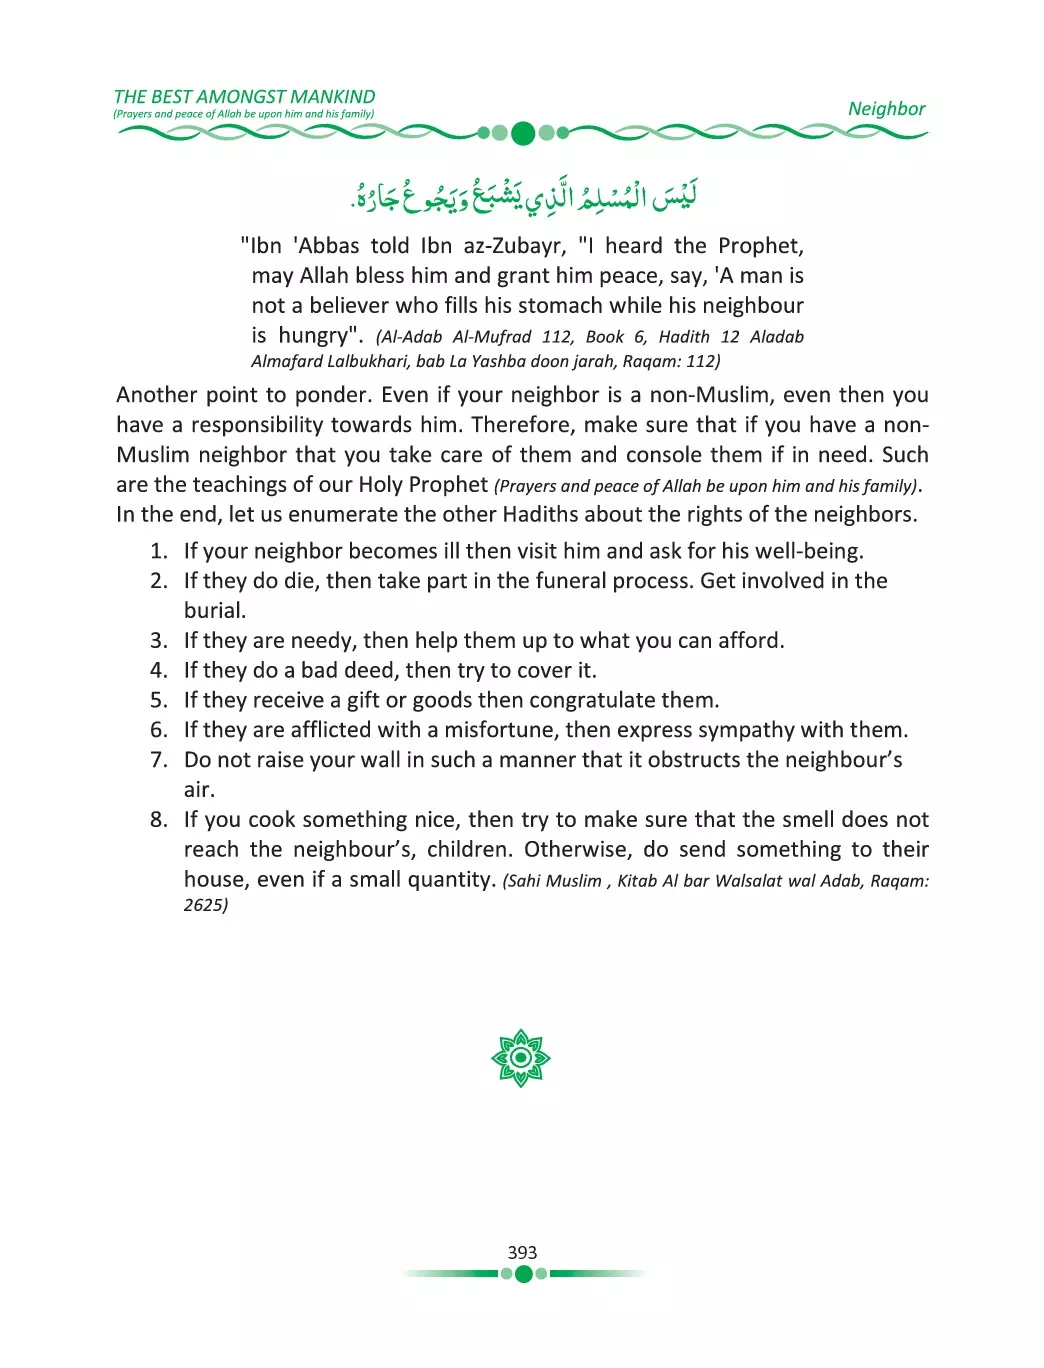 THE BEST AMONGST MANKIND
(Prayers and peace of Allah be upon him and his family)
Neighbor
لَيْسَ الْمُسْلِمُ الَّذِي يَشْبَعُ وَيَجُوعُ جَارُهُ.
"Ibn 'Abbas told Ibn az-Zubayr, "I heard the Prophet,
may Allah bless him and grant him peace, say, 'A man is
not a believer who fills his stomach while his neighbour
is hungry". (Al-Adab Al-Mufrad 112, Book 6, Hadith 12 Aladab
Almafard Lalbukhari, bab La Yashba doon jarah, Raqam: 112)
Another point to ponder. Even if your neighbor is a non-Muslim, even then you
have a responsibility towards him. Therefore, make sure that if you have a non-
Muslim neighbor that you take care of them and console them if in need. Such
are the teachings of our Holy Prophet (Prayers and peace of Allah be upon him and his family).
In the end, let us enumerate the other Hadiths about the rights of the neighbors.
1. If your neighbor becomes ill then visit him and ask for his well-being.
2. If they do die, then take part in the funeral process. Get involved in the
burial.
3. If they are needy, then help them up to what you can afford.
4. If they do a bad deed, then try to cover it.
5. If they receive a gift or goods then congratulate them.
6. If they are afflicted with a misfortune, then express sympathy with them.
7. Do not raise your wall in such a manner that it obstructs the neighbour’s
air.
8. If you cook something nice, then try to make sure that the smell does not
reach the neighbour’s, children. Otherwise, do send something to their
house, even if a small quantity. (Sahi Muslim , Kitab Al bar Walsalat wal Adab, Raqam:
2625)
393